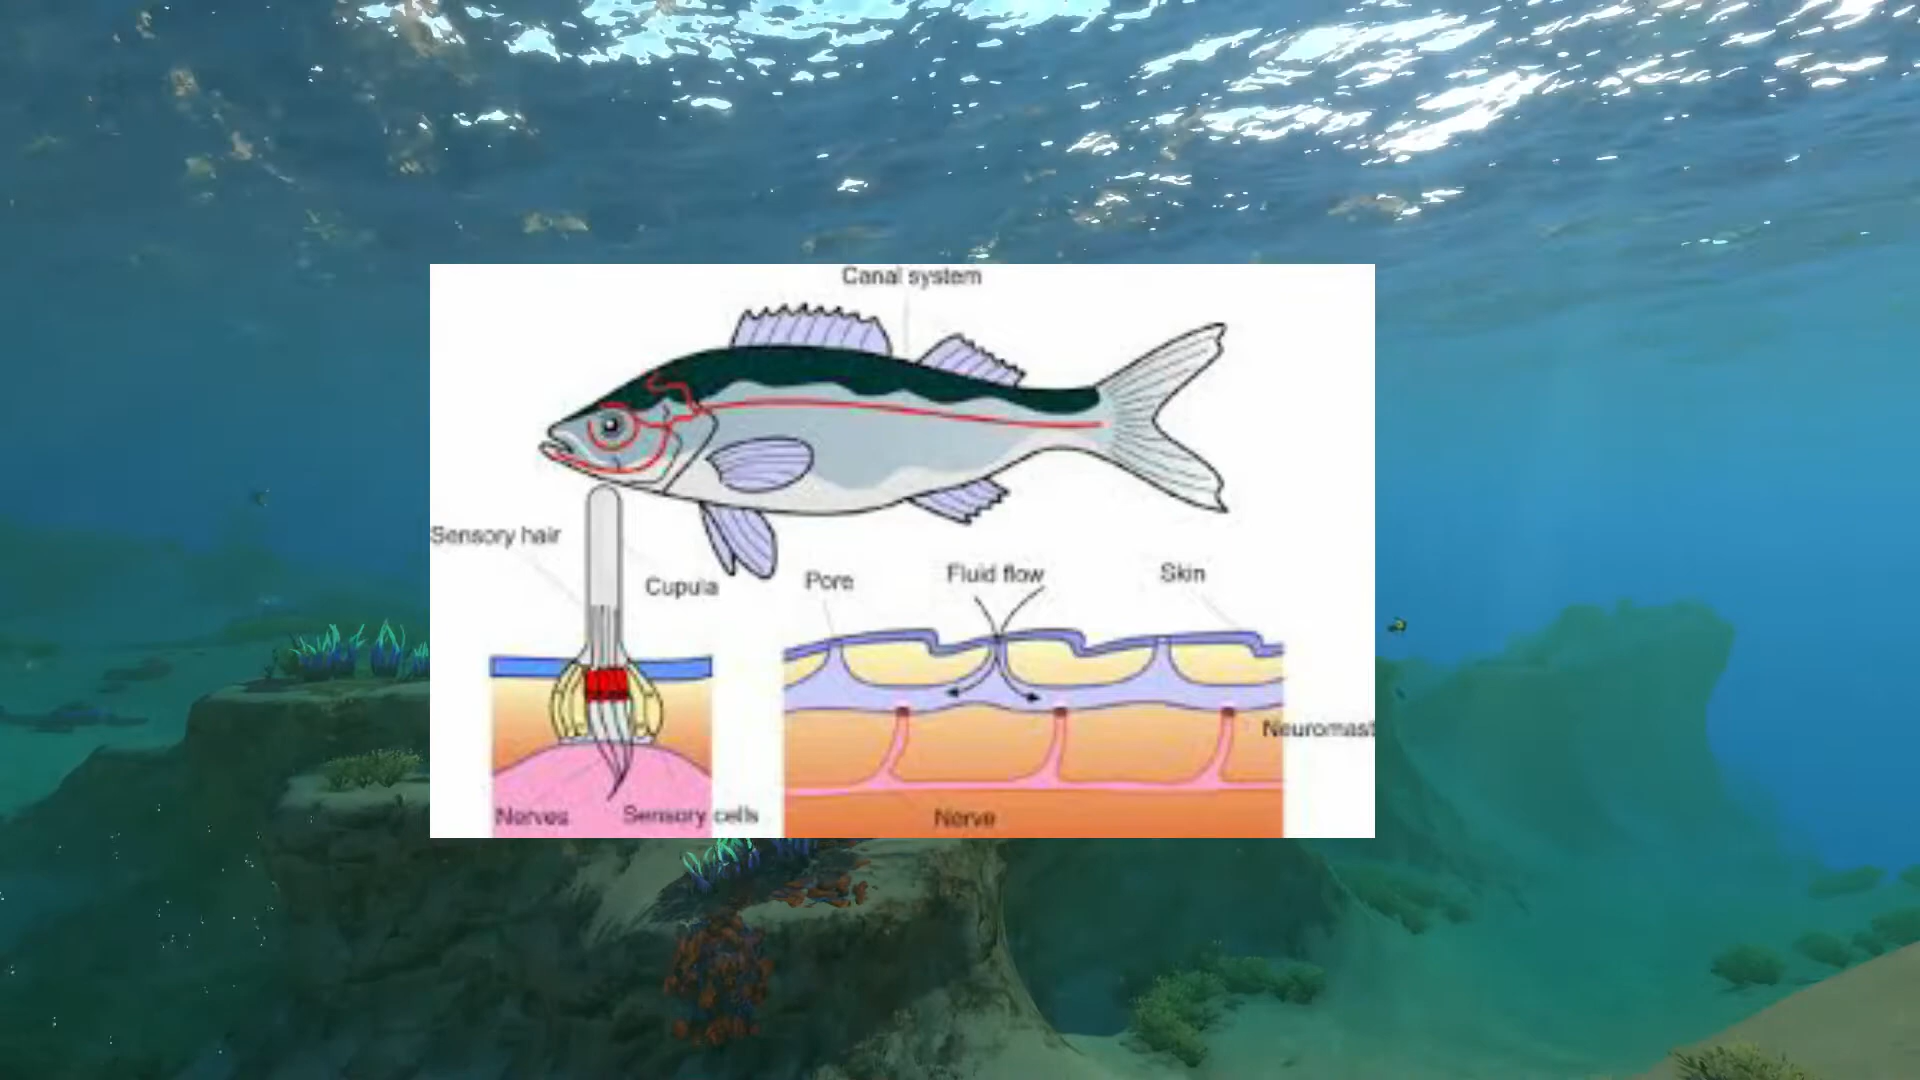 Canal system
Sensory hair
Cupula
Pore
Fluid flow
Skin
Neuromast
Nerves
Sensory cells
Nerve